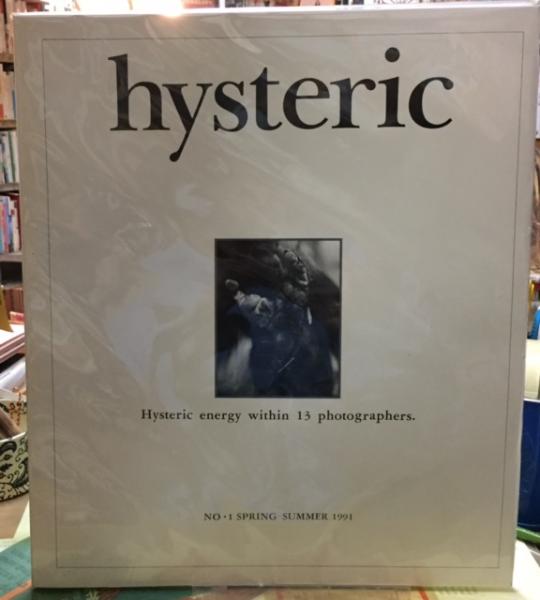 hysteric
Hysteric energy within 13 photographers.
NO·1 SPRING SUMMER 1991